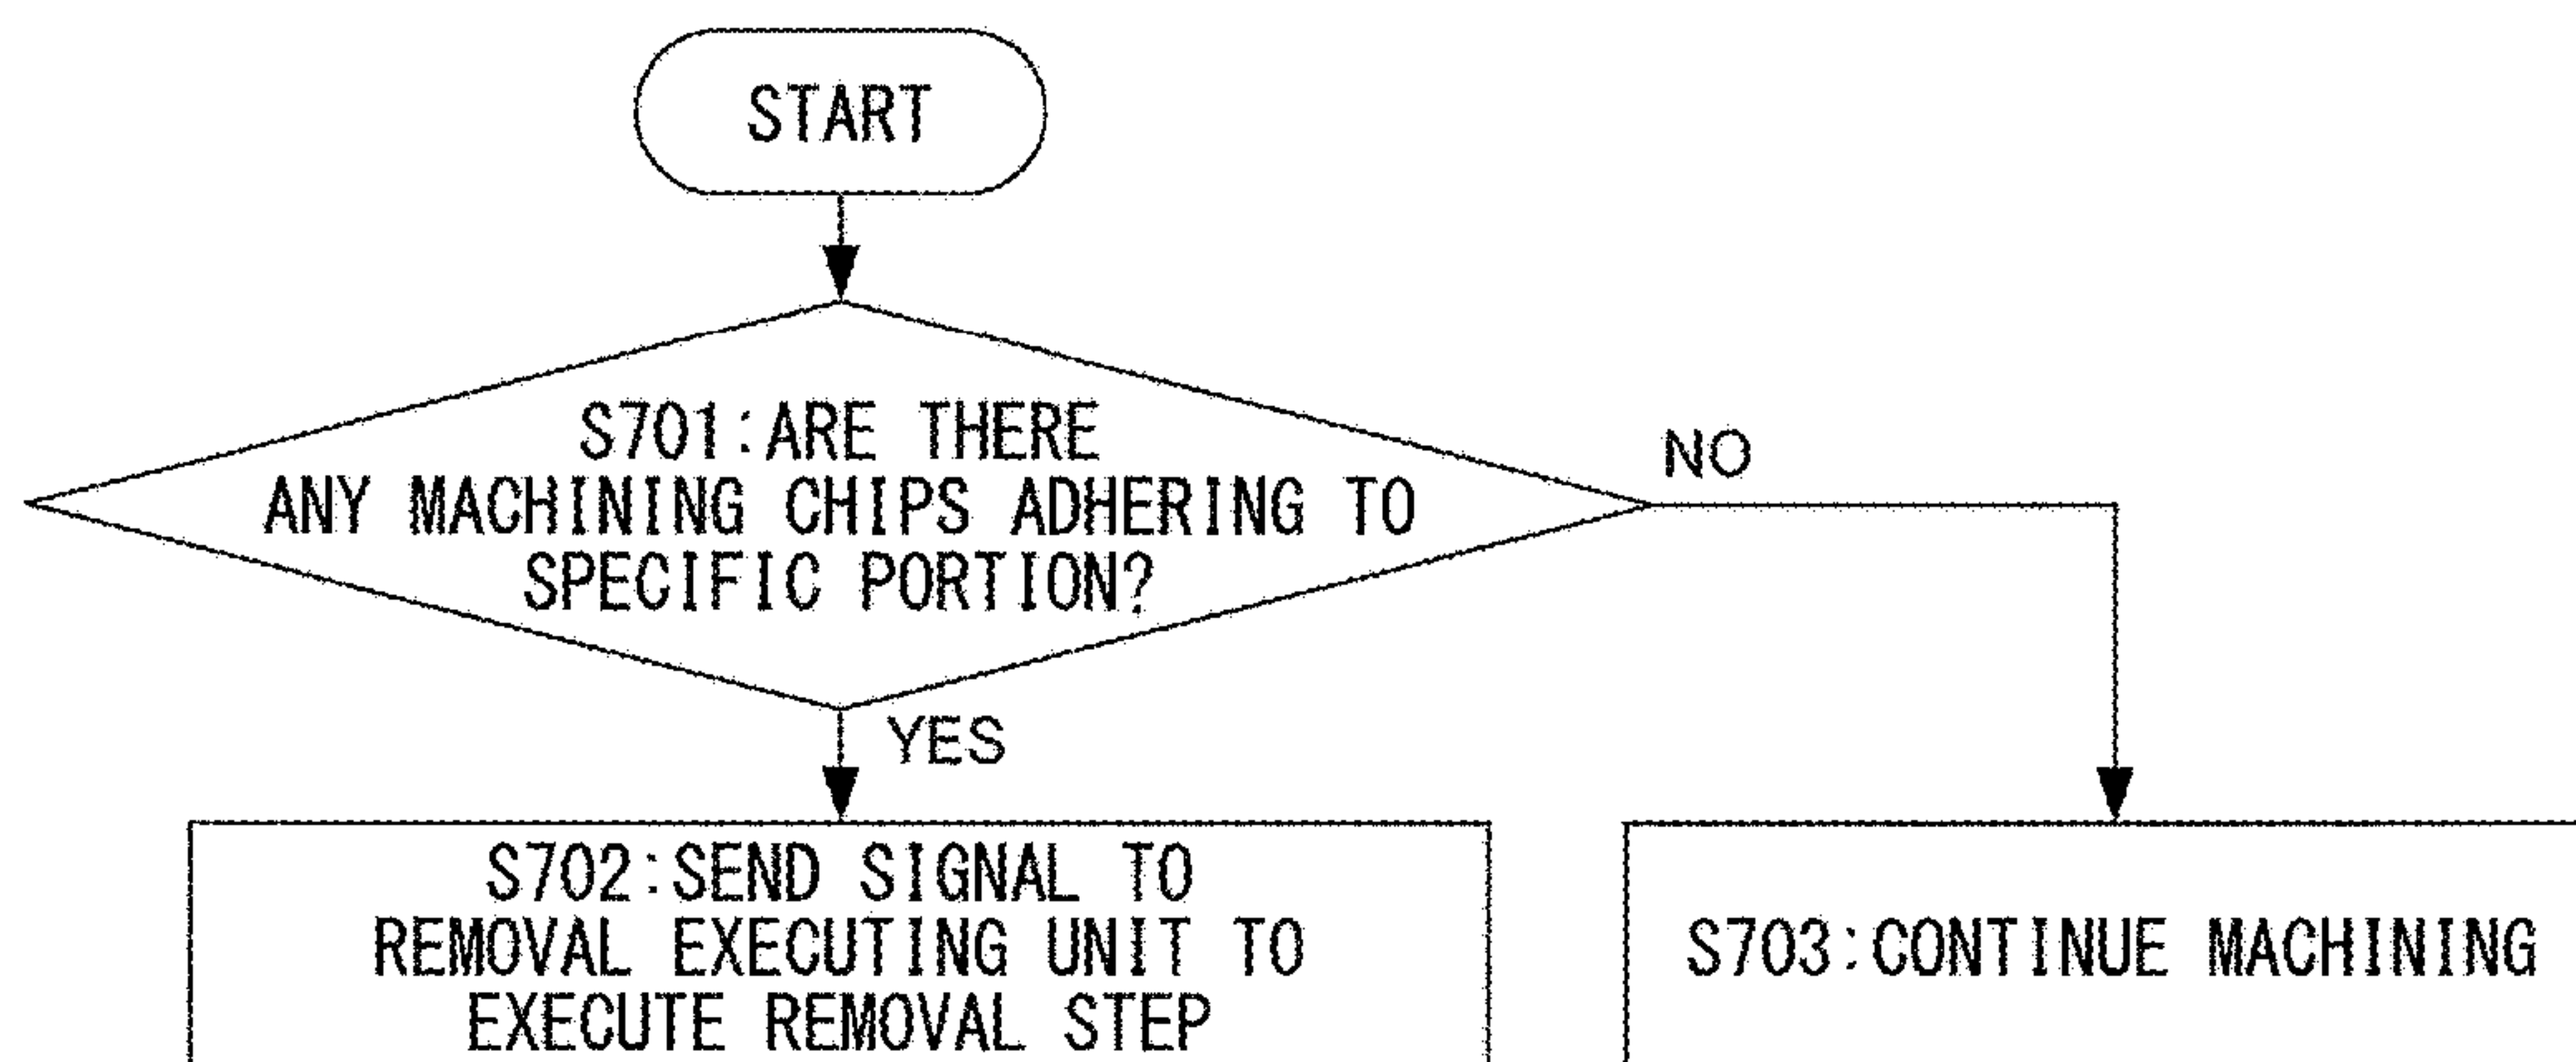 START
S701:ARE THERE
ANY MACHINING CHIPS ADHERING TO
SPECIFIC PORTION?
NO
YES
S702:SEND SIGNAL TO
REMOVAL EXECUTING UNIT TO
EXECUTE REMOVAL STEP
S703:CONTINUE MACHINING